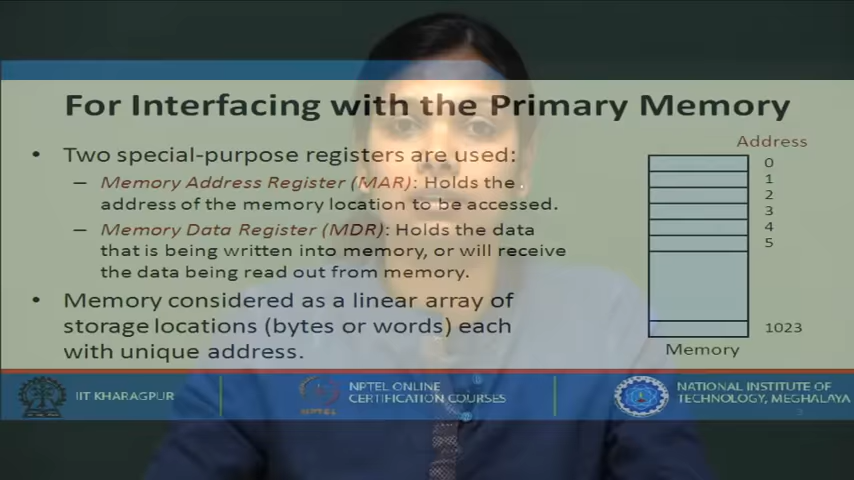 For Interfacing with the Primary Memory
• Two special-purpose registers are used:
– Memory Address Register (MAR): Holds the
address of the memory location to be accessed.
– Memory Data Register (MDR): Holds the data
that is being written into memory, or will receive
the data being read out from memory.
• Memory considered as a linear array of
storage locations (bytes or words) each
with unique address.
Address
0
1
2
3
4
5
1023
Memory
IIT KHARAGPUR
NPTEL
NPTEL ONLINE
CERTIFICATION COURSES
NATIONAL INSTITUTE OF
TECHNOLOGY, MEGHALAYA